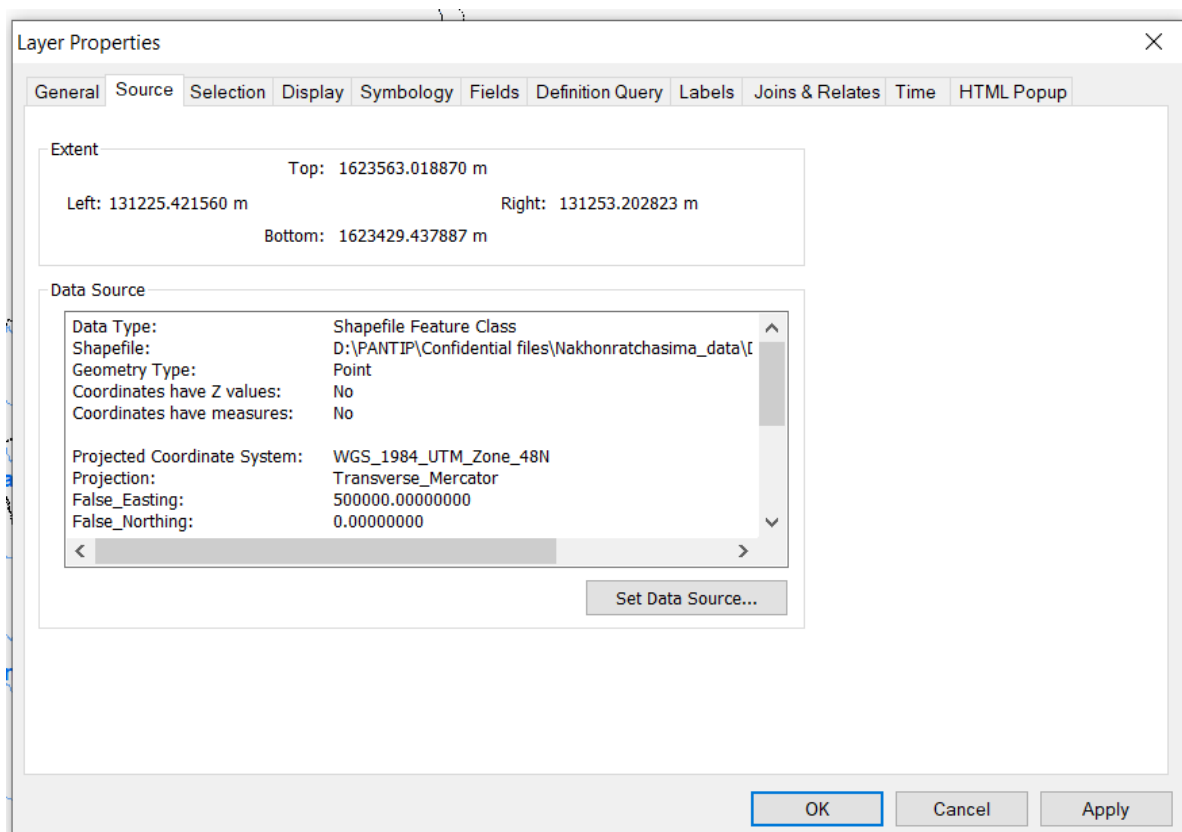 Layer Properties
General Source Selection Display Symbology Fields Definition Query Labels Joins & Relates Time HTML Popup
Extent
Top: 1623563.018870 m
Left: 131225.421560 m Right: 131253.202823 m
Bottom: 1623429.437887 m
Data Source
Data Type: Shapefile Feature Class
Shapefile: D:\PANTIP\Confidential files\Nakhonratchasima_data\
Geometry Type: Point
Coordinates have Z values: No
Coordinates have measures: No
Projected Coordinate System: WGS_1984_UTM_Zone_48N
Projection: Transverse_Mercator
False_Easting: 500000.00000000
False_Northing: 0.00000000
Set Data Source...
OK Cancel Apply